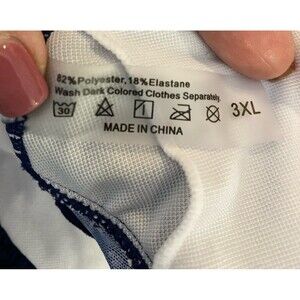 82%Polyester,18%Elastane
Wash Dark Colored Clothes Separately.
30 3XL
MADE IN CHINA